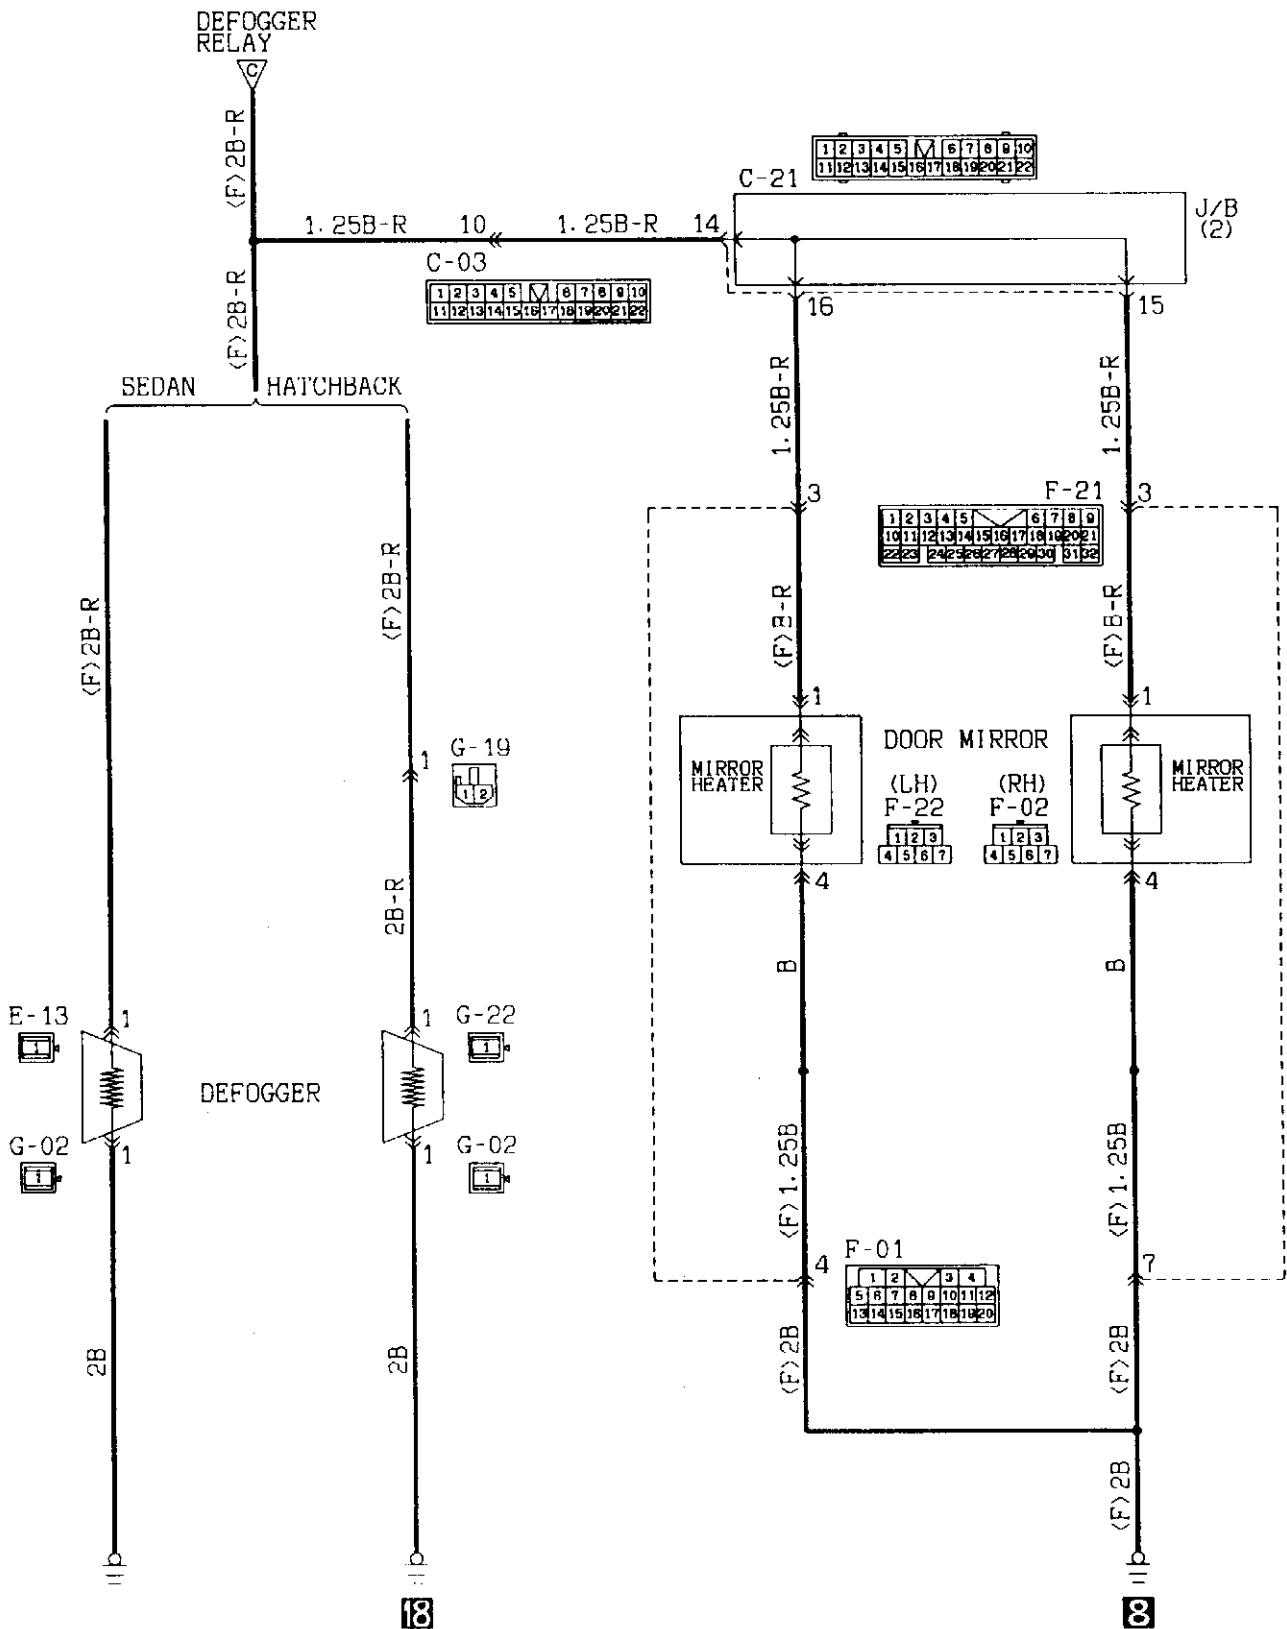 DEFOGGER
RELAY
C
(F)2B-R
1 2 3 4 5 6 7 8 9 10
11 12 13 14 15 16 17 18 19 20 21 22
C-21
J/B
(2)
1.25B-R 10 1.25B-R 14
C-03
1 2 3 4 5 6 7 8 9 10
11 12 13 14 15 16 17 18 19 20 21 22
16
15
(F)2B-R
SEDAN HATCHBACK
1.25B-R
1.25B-R
3
F-21
3
1 2 3 4 5 6 7 8 9
10 11 12 13 14 15 16 17 18 19 20 21
22 23 24 25 26 27 28 29 30 31 32
(F)2B-R
(F)2B-R
(F)B-R
(F)B-R
1
1
1
G-19
1 2
DOOR MIRROR
MIRROR
HEATER
(LH)
F-22
1 2 3
4 5 6 7
(RH)
F-02
1 2 3
4 5 6 7
MIRROR
HEATER
4
4
2B-R
B
B
E-13
1
1
1
G-22
1
DEFOGGER
G-02
1
1
1
G-02
1
(F)1.25B
(F)1.25B
4
F-01
7
1 2 3 4
5 6 7 8 9 10 11 12
13 14 15 16 17 18 19 20
2B
2B
(F)2B
(F)2B
(F)2B
18
8